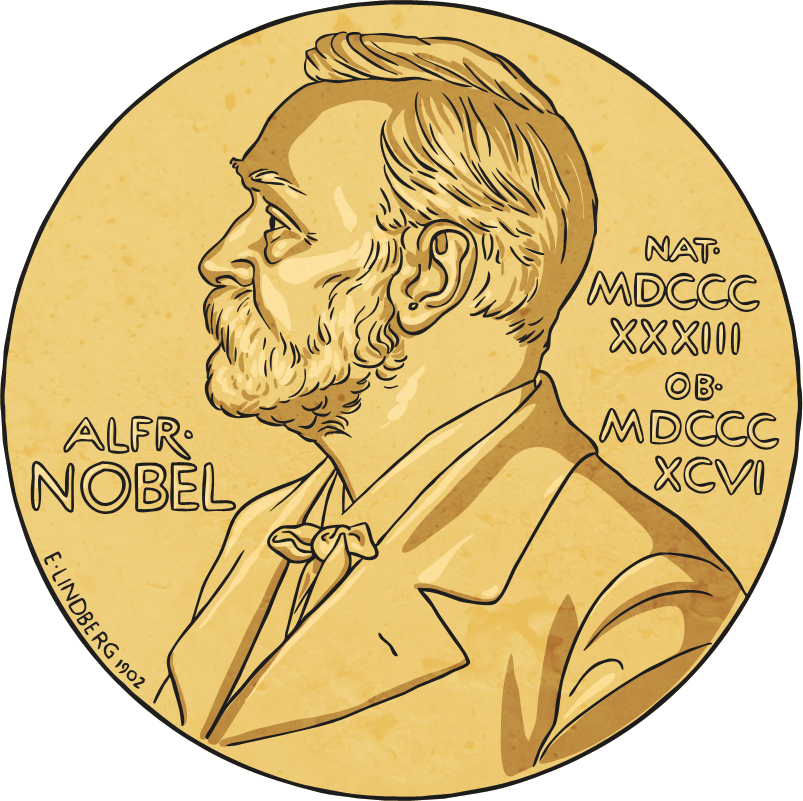 ALFR·
NOBEL
NAT·
MDCCC
XXXIII
OB·
MDCCC
XCVI
E·LINDBERG 1902